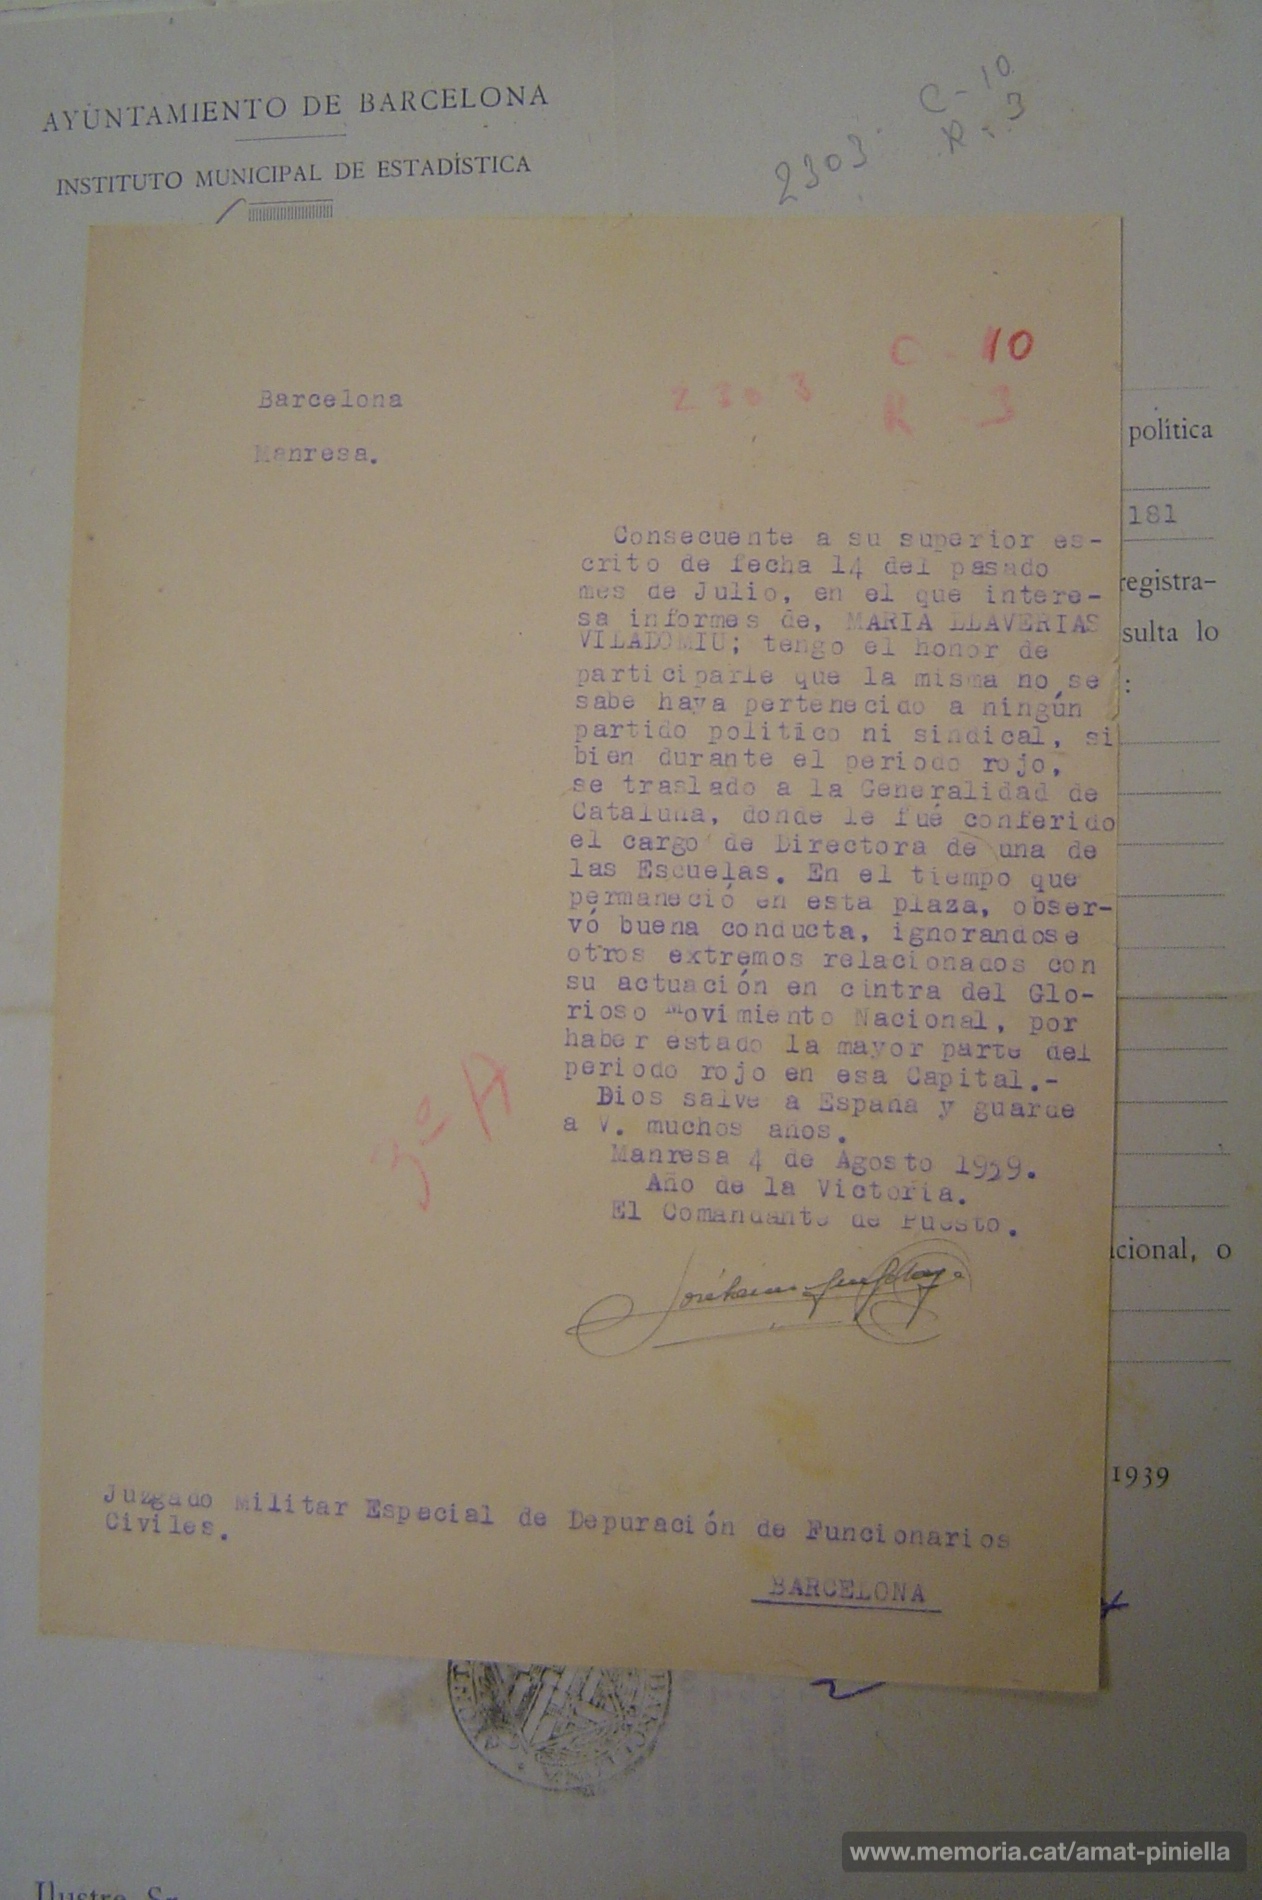 AYUNTAMIENTO DE BARCELONA
INSTITUTO MUNICIPAL DE ESTADÍSTICA
2303 C - 10
R. 3
C - 10
2303 R - 3
Barcelona
Manresa.
política
181
registra-
sulta lo
:
Consecuente a su superior es-
crito de fecha 14 del pasado
mes de Julio, en el que intere-
sa informes de, MARIA LLAVERIAS
VILADOMIU; tengo el honor de
participarle que la misma no se
sabe haya pertenecido a ningún
partido politico ni sindical, si
bien durante el periodo rojo,
se traslado a la Generalidad de
Cataluña, donde le fué conferido
el cargo de Directora de una de
las Escuelas. En el tiempo que
permaneció en esta plaza, obser-
vó buena conducta, ignorandose
otros extremos relacionados con
su actuación en cintra del Glo-
rioso Movimiento Nacional, por
haber estado la mayor parte del
periodo rojo en esa Capital.-
Dios salve a España y guarde
a V. muchos años.
Manresa 4 de Agosto 1939.
Año de la Victoria.
El Comandante de Puesto.
3º A
cional, o
1939
Juzgado Militar Especial de Depuración de Funcionarios
Civiles.
BARCELONA
www.memoria.cat/amat-piniella
Ilustre Sr